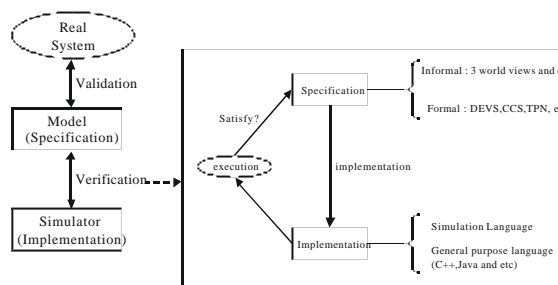 Real
System
Validation
Model
(Specification)
Verification
Simulator
(Implementation)
Specification
Informal : 3 world views and
Formal : DEVS,CCS,TPN,
Satisfy?
execution
implementation
Implementation
Simulation Language
General purpose language
(C++,Java and etc)